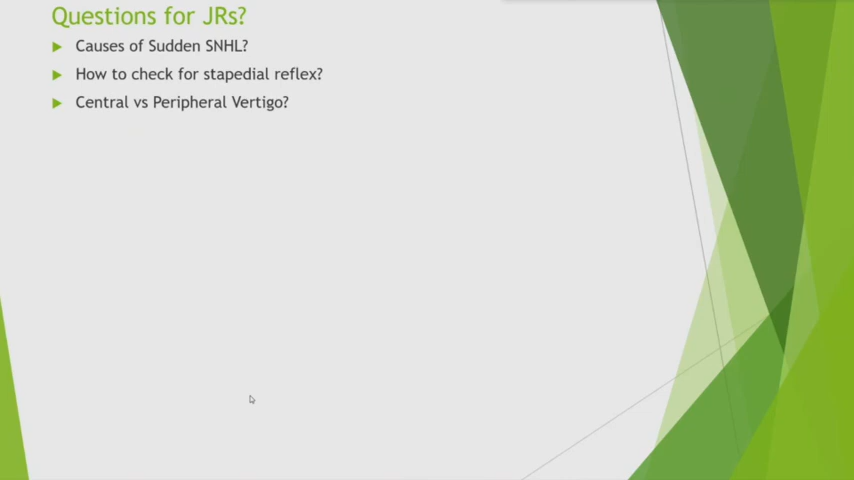 Questions for JRs?
Causes of Sudden SNHL?
How to check for stapedial reflex?
Central vs Peripheral Vertigo?